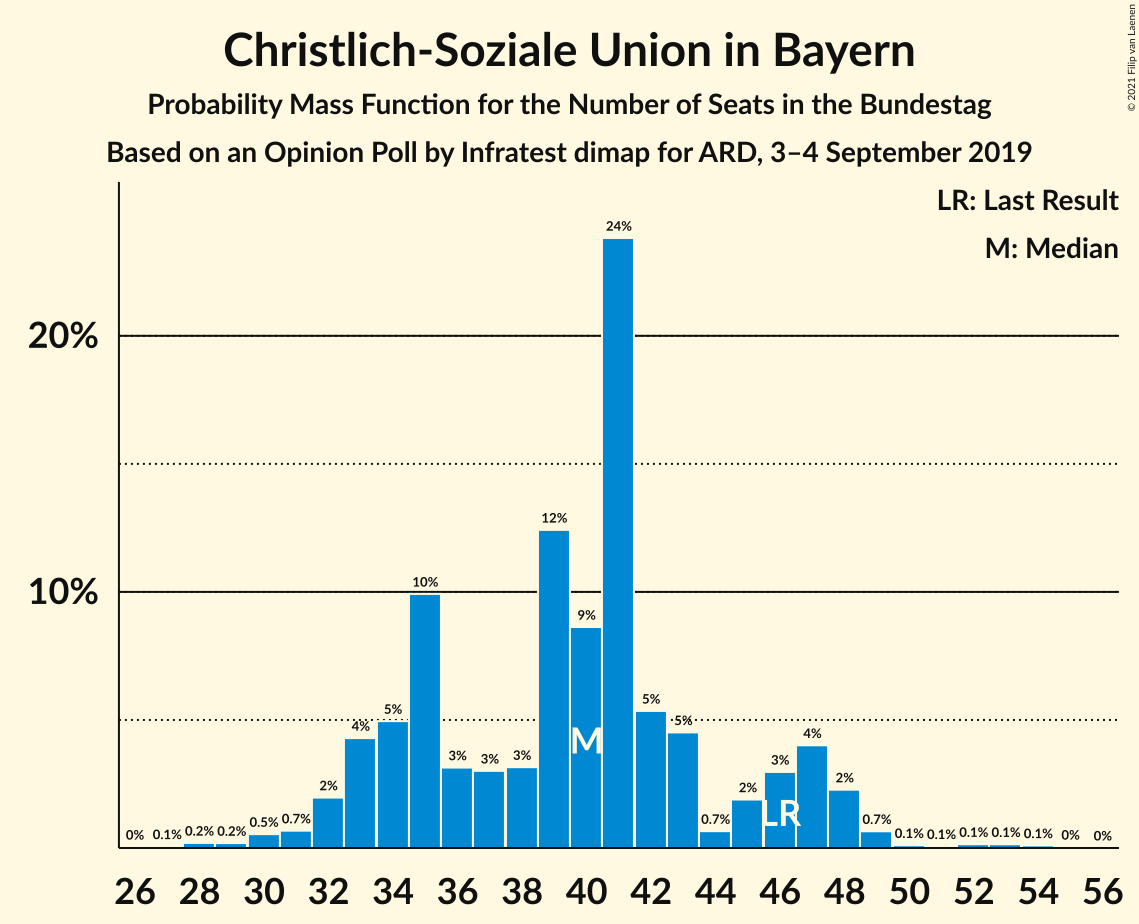 Christlich-Soziale Union in Bayern
Probability Mass Function for the Number of Seats in the Bundestag
Based on an Opinion Poll by Infratest dimap for ARD, 3–4 September 2019
© 2021 Filip van Laenen
LR: Last Result
M: Median
20%
10%
0% 0.1% 0.2% 0.2% 0.5% 0.7% 2% 4% 5% 10% 3% 3% 3% 12% 9% 24% 5% 5% 0.7% 2% 3% 4% 2% 0.7% 0.1% 0.1% 0.1% 0.1% 0.1% 0% 0%
M
LR
26 28 30 32 34 36 38 40 42 44 46 48 50 52 54 56